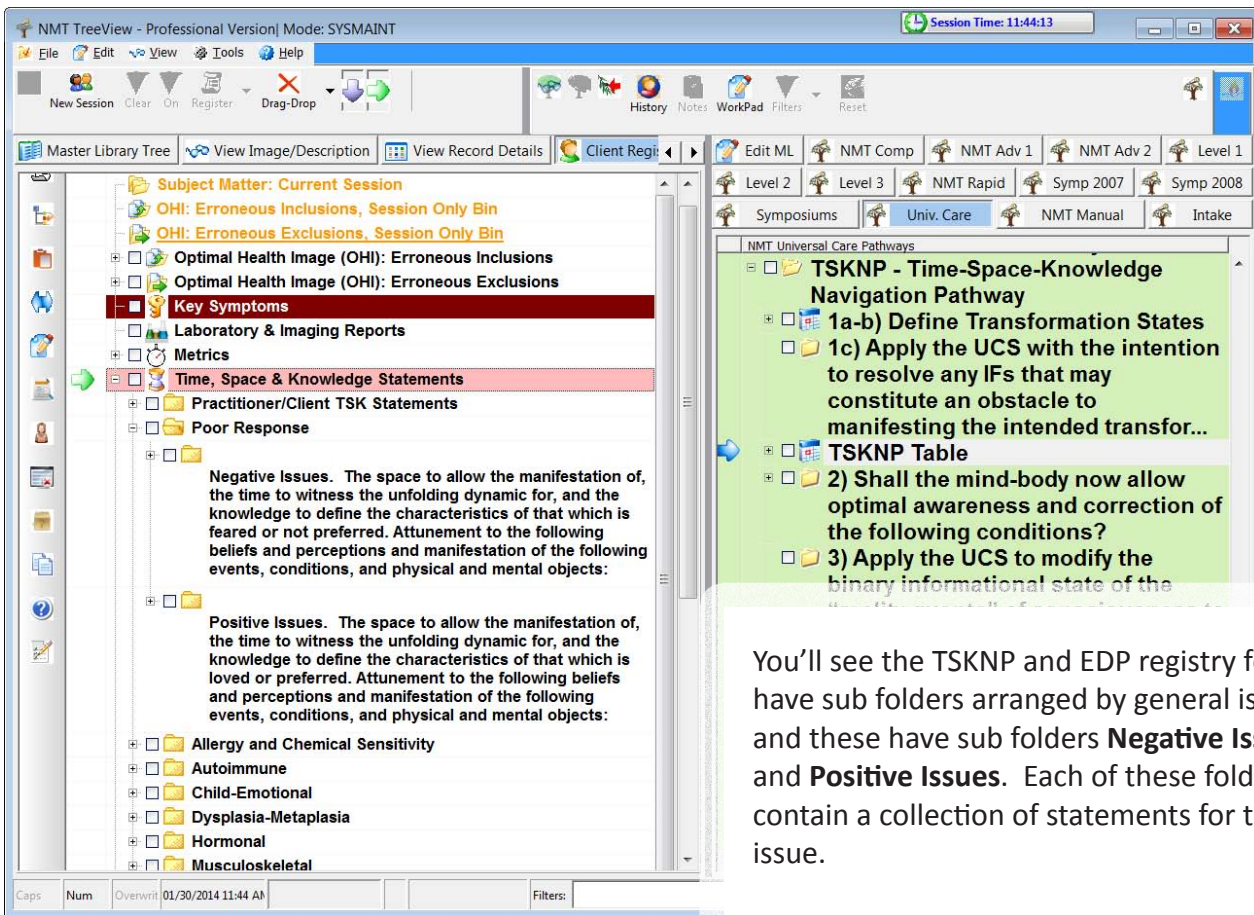 NMT TreeView - Professional Version| Mode: SYSMAINT
Session Time: 11:44:13
File Edit View Tools Help
New Session Clear On Register Drag-Drop History Notes WorkPad Filters Reset
Master Library Tree View Image/Description View Record Details Client Regis
Subject Matter: Current Session
OHI: Erroneous Inclusions, Session Only Bin
OHI: Erroneous Exclusions, Session Only Bin
Optimal Health Image (OHI): Erroneous Inclusions
Optimal Health Image (OHI): Erroneous Exclusions
Key Symptoms
Laboratory & Imaging Reports
Metrics
Time, Space & Knowledge Statements
Practitioner/Client TSK Statements
Poor Response
Negative Issues. The space to allow the manifestation of,
the time to witness the unfolding dynamic for, and the
knowledge to define the characteristics of that which is
feared or not preferred. Attunement to the following
beliefs and perceptions and manifestation of the following
events, conditions, and physical and mental objects:
Positive Issues. The space to allow the manifestation of,
the time to witness the unfolding dynamic for, and the
knowledge to define the characteristics of that which is
loved or preferred. Attunement to the following beliefs
and perceptions and manifestation of the following
events, conditions, and physical and mental objects:
Allergy and Chemical Sensitivity
Autoimmune
Child-Emotional
Dysplasia-Metaplasia
Hormonal
Musculoskeletal
Caps Num Overwrit 01/30/2014 11:44 AM Filters:
Edit ML NMT Comp NMT Adv 1 NMT Adv 2 Level 1
Level 2 Level 3 NMT Rapid Symp 2007 Symp 2008
Symposiums Univ. Care NMT Manual Intake
NMT Universal Care Pathways
TSKNP - Time-Space-Knowledge
Navigation Pathway
1a-b) Define Transformation States
1c) Apply the UCS with the intention
to resolve any IFs that may
constitute an obstacle to
manifesting the intended transfor...
TSKNP Table
2) Shall the mind-body now allow
optimal awareness and correction of
the following conditions?
3) Apply the UCS to modify the
binary informational state of the
You'll see the TSKNP and EDP registry fo
have sub folders arranged by general is
and these have sub folders Negative Iss
and Positive Issues. Each of these fold
contain a collection of statements for t
issue.